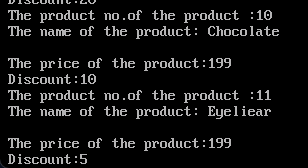 Discount:20
The product no.of the product :10
The name of the product: Chocolate
The price of the product:199
Discount:10
The product no.of the product :11
The name of the product: Eyeliear
The price of the product:199
Discount:5